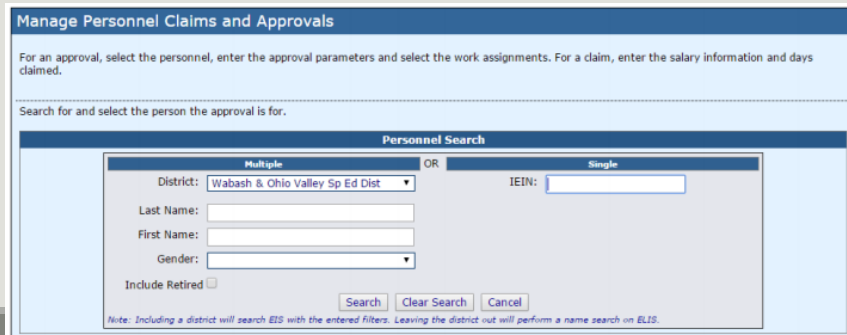 Manage Personnel Claims and Approvals
For an approval, select the personnel, enter the approval parameters and select the work assignments. For a claim, enter the salary information and days
claimed.
Search for and select the person the approval is for.
Personnel Search
Multiple OR Single
District: Wabash & Ohio Valley Sp Ed Dist IEIN:
Last Name:
First Name:
Gender:
Include Retired
Search Clear Search Cancel
Note: Including a district will search EIS with the entered filters. Leaving the district out will perform a name search on ELIS.